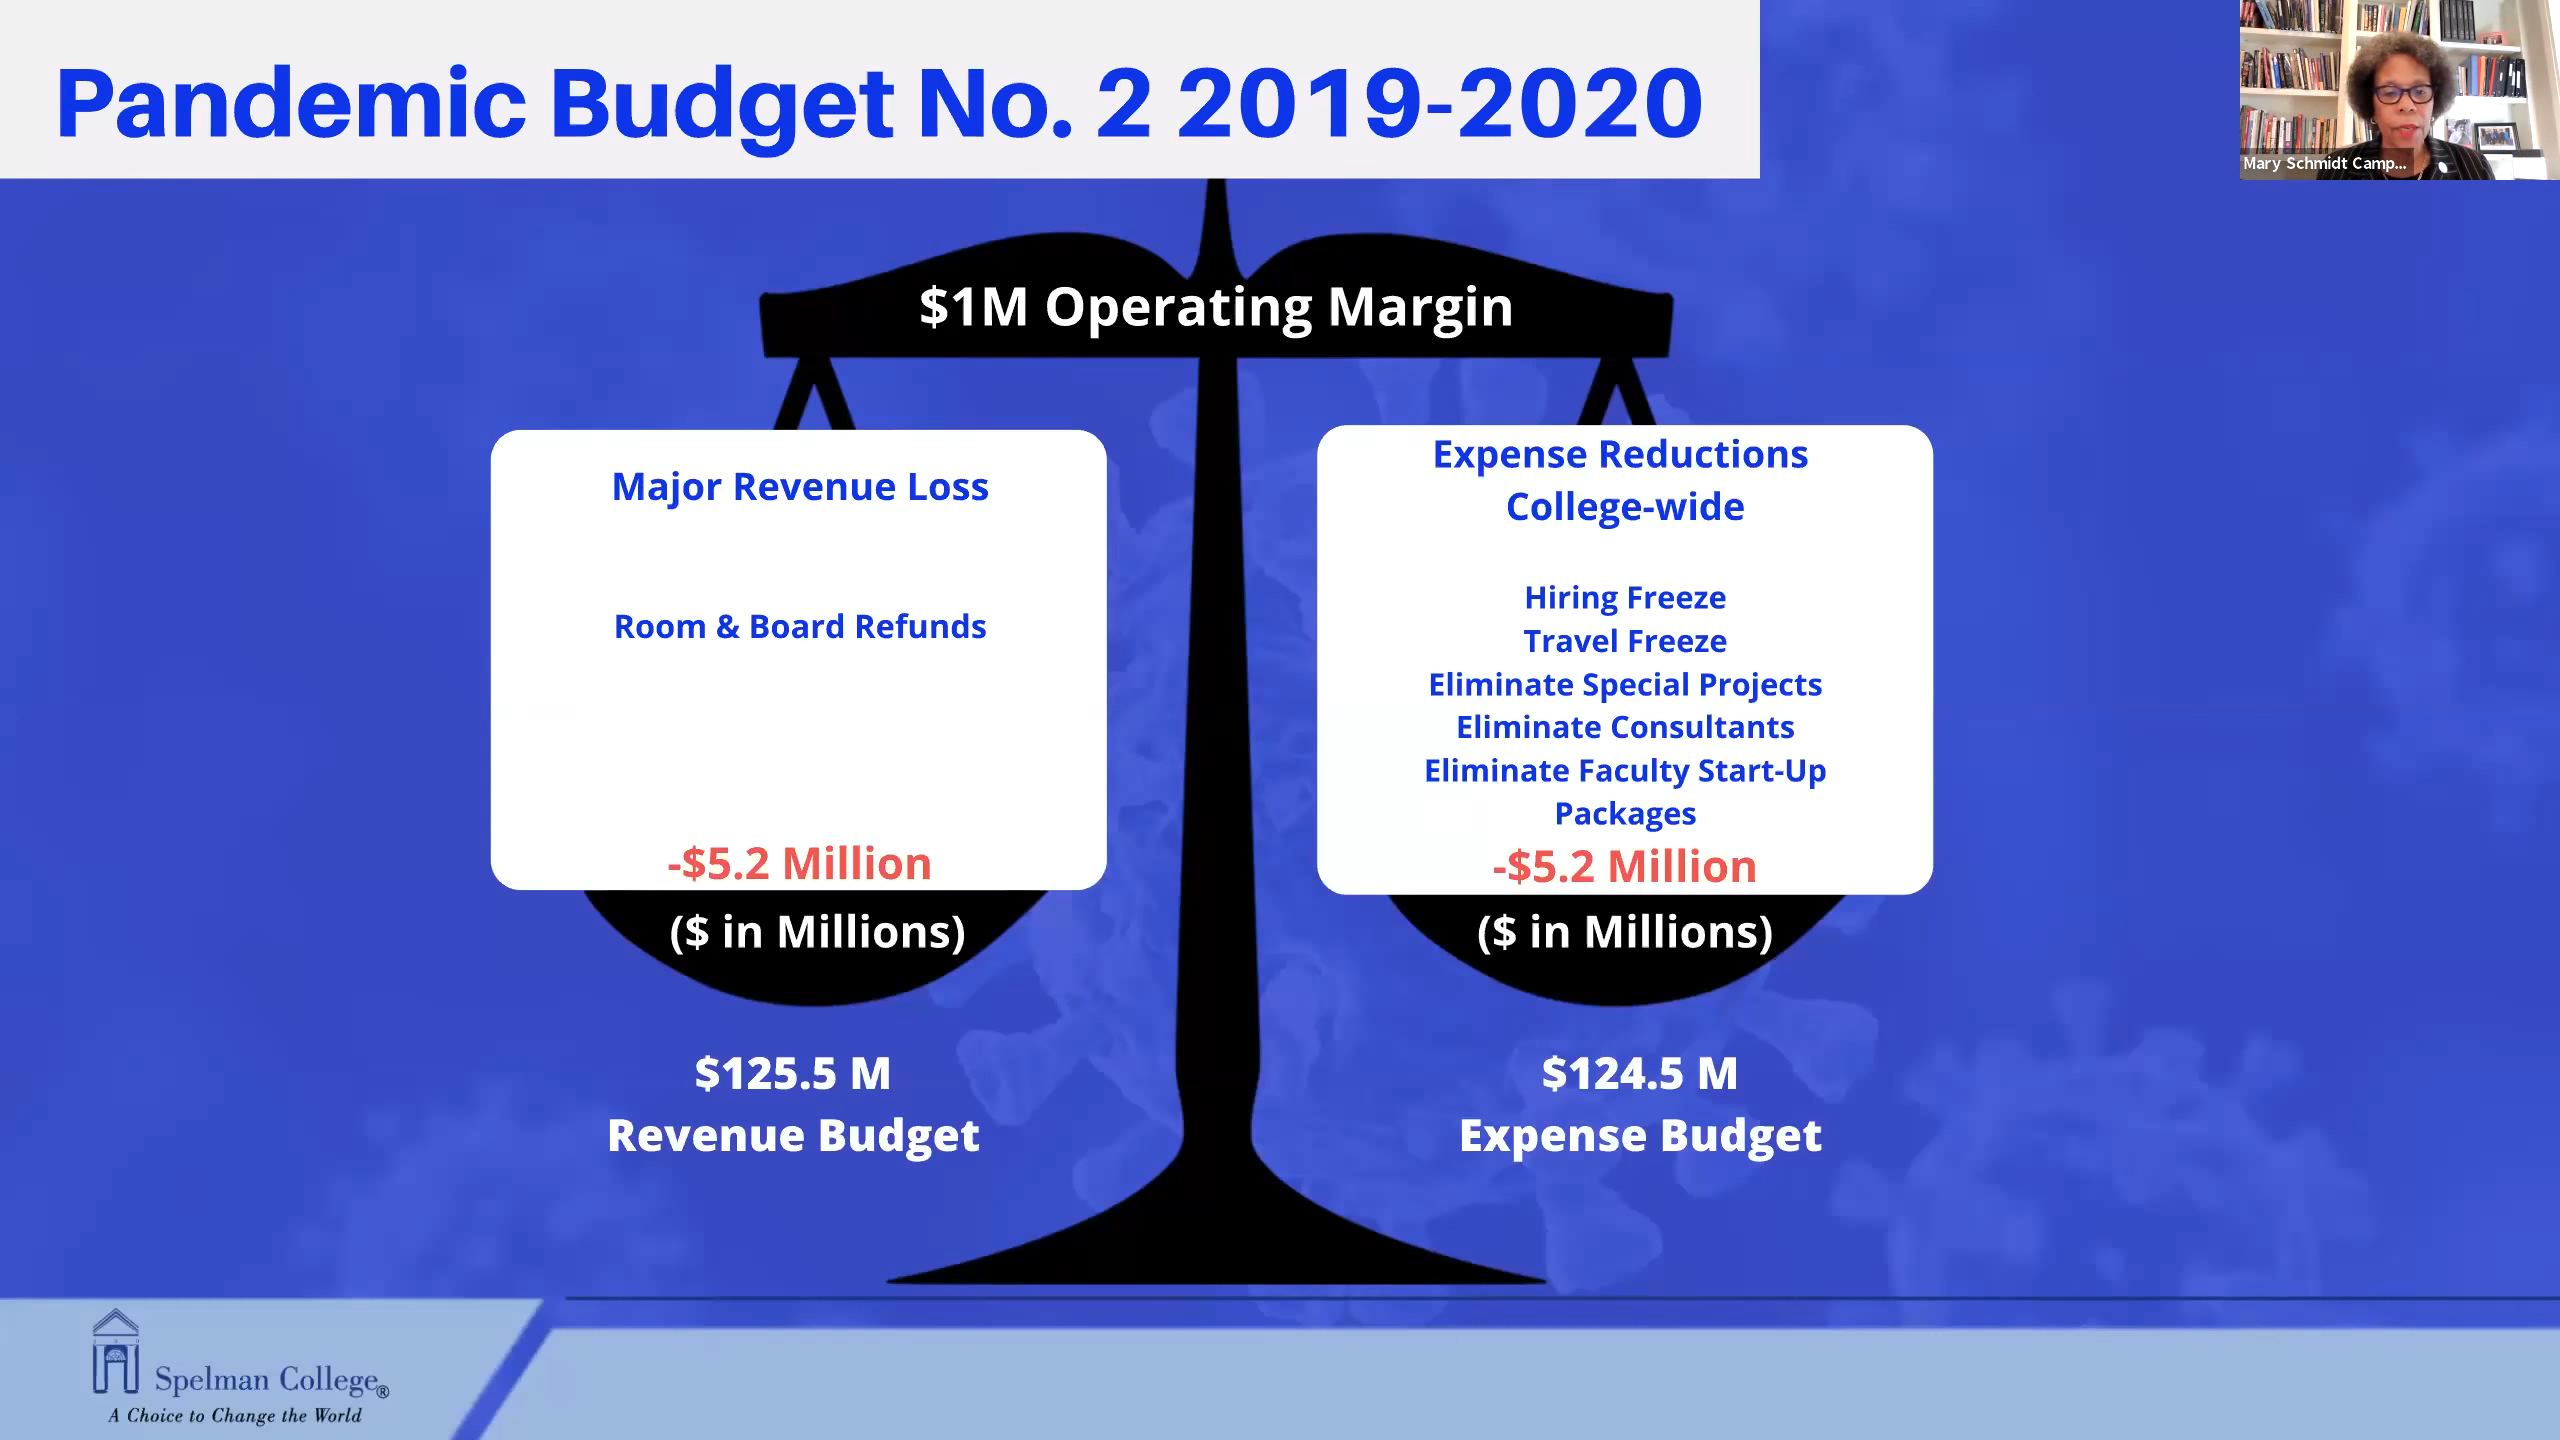 Pandemic Budget No. 2 2019-2020
Mary Schmidt Camp...
$1M Operating Margin
Major Revenue Loss
Room & Board Refunds
-$5.2 Million
($ in Millions)
$125.5 M
Revenue Budget
Expense Reductions
College-wide
Hiring Freeze
Travel Freeze
Eliminate Special Projects
Eliminate Consultants
Eliminate Faculty Start-Up
Packages
-$5.2 Million
($ in Millions)
$124.5 M
Expense Budget
Spelman College®
A Choice to Change the World